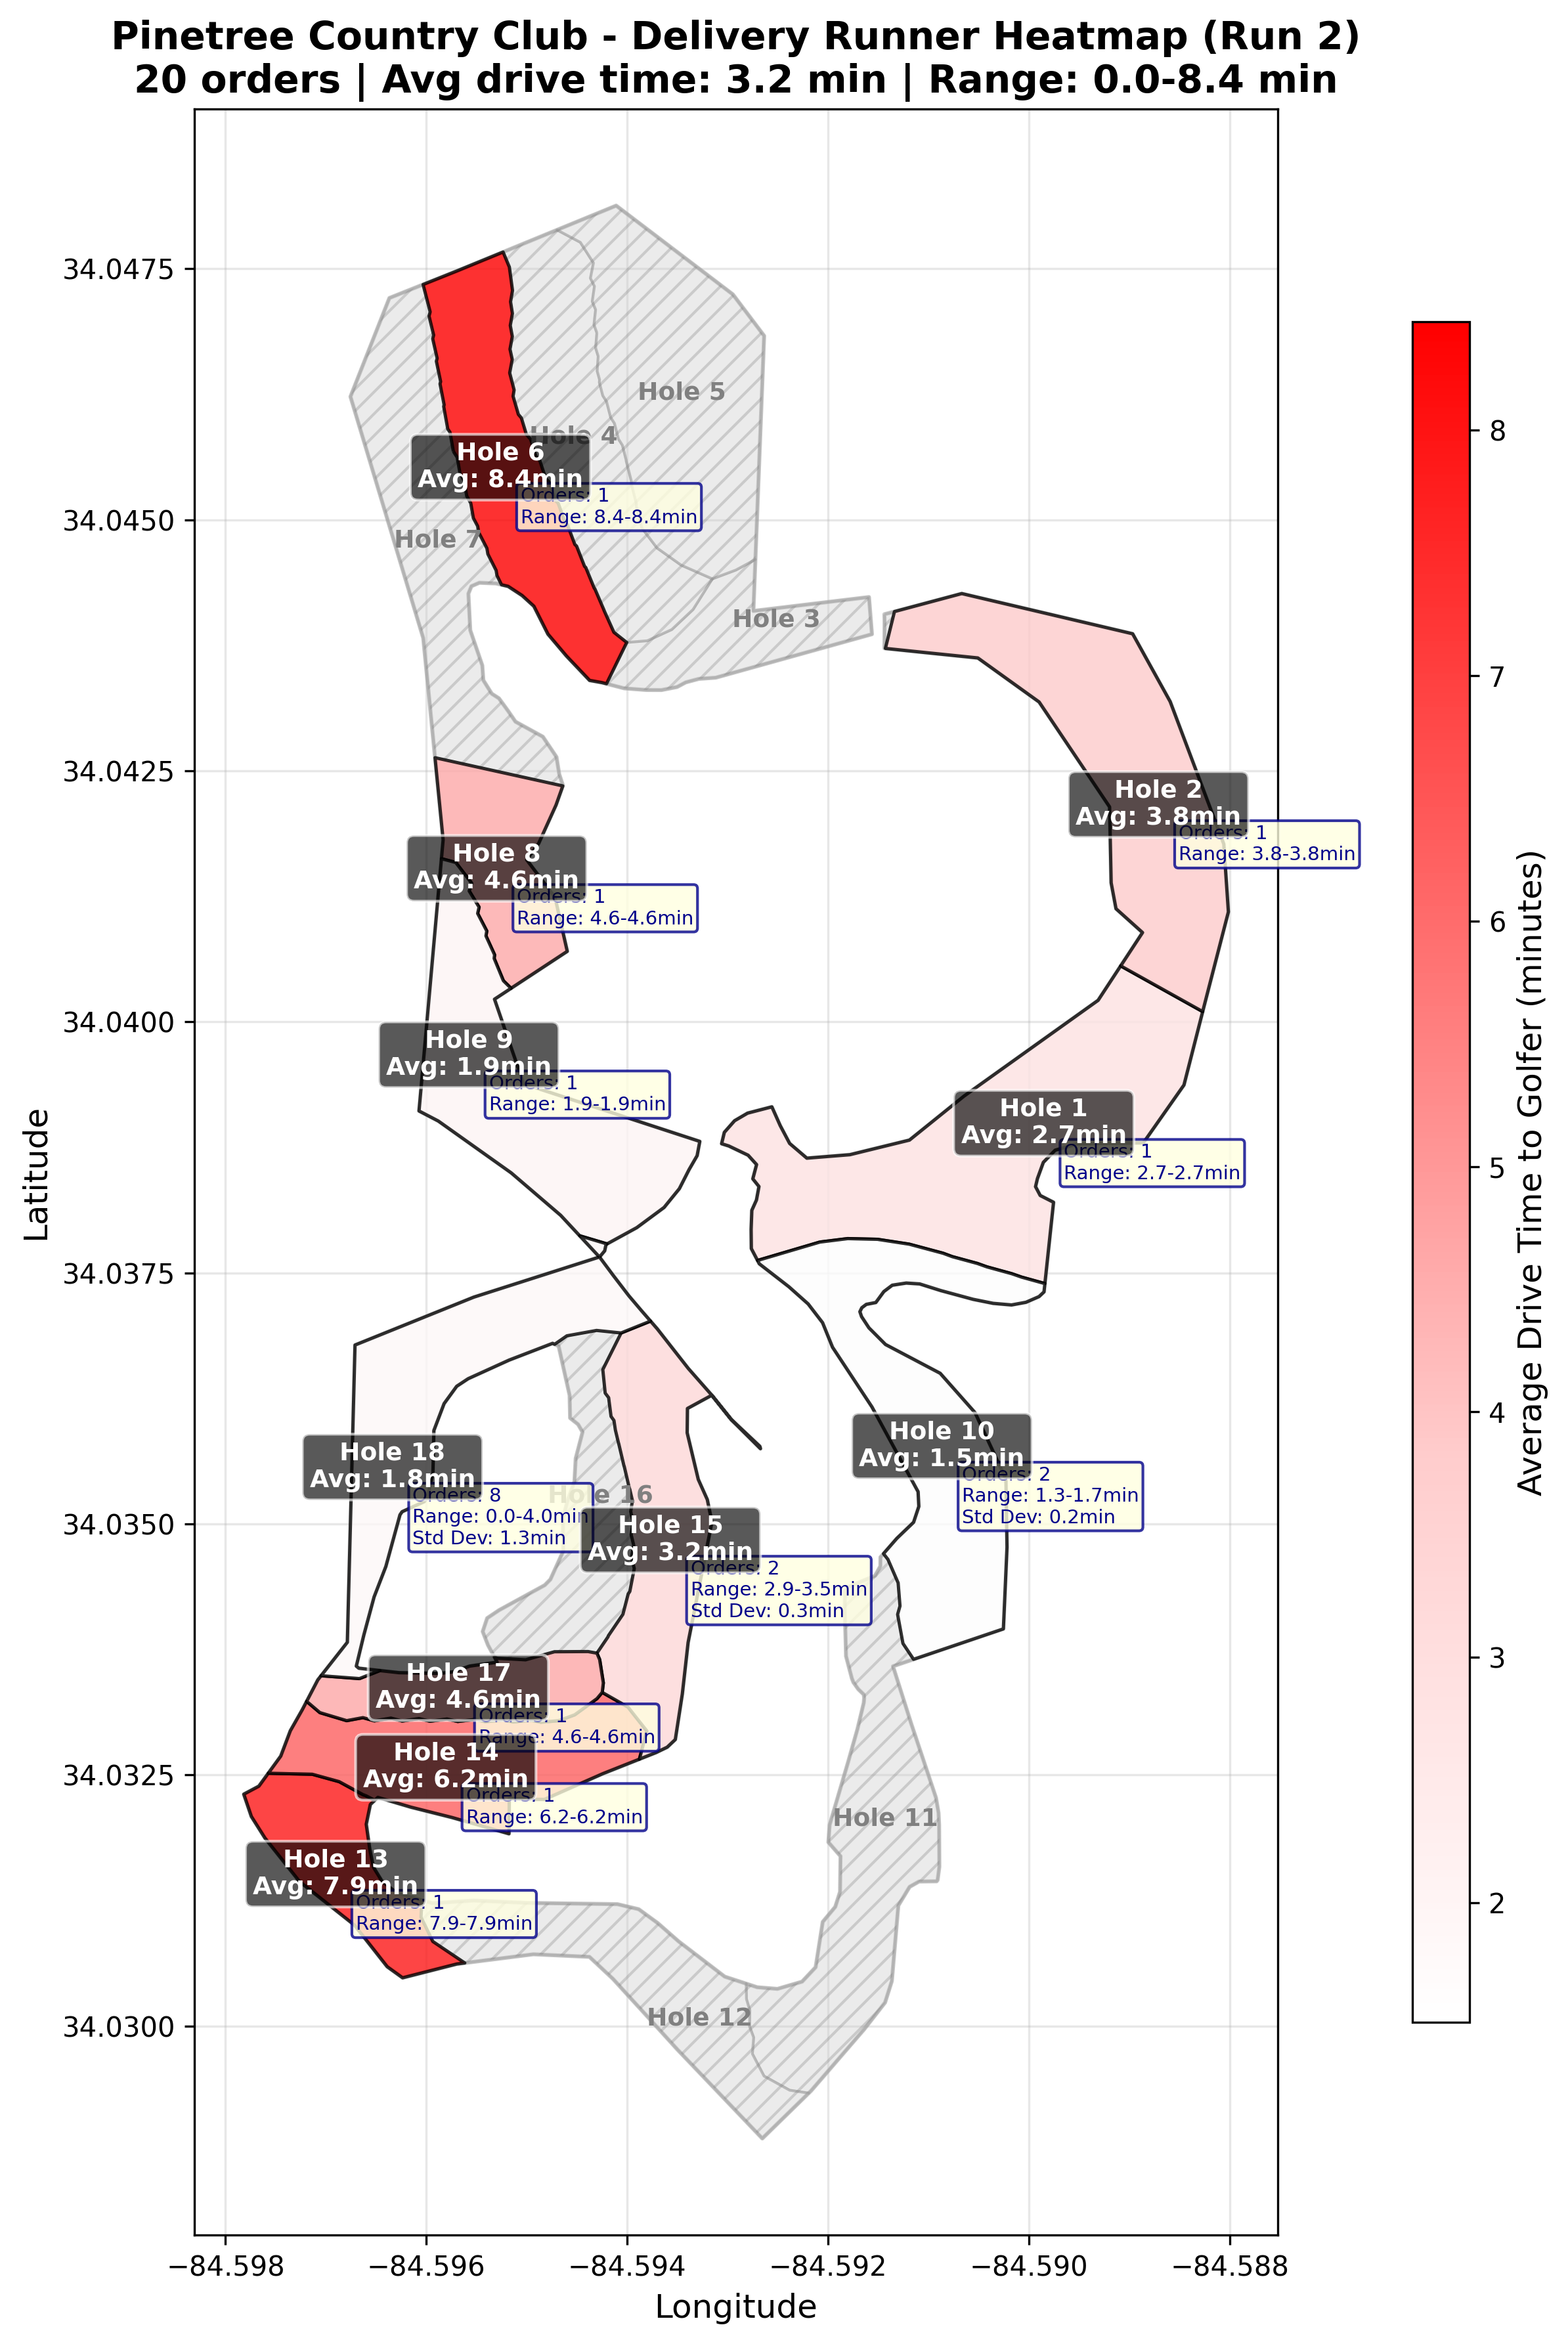 Pinetree Country Club - Delivery Runner Heatmap (Run 2)
20 orders | Avg drive time: 3.2 min | Range: 0.0-8.4 min
34.0475
34.0450
34.0425
34.0400
34.0375
34.0350
34.0325
34.0300
Latitude
−84.598
−84.596
−84.594
−84.592
−84.590
−84.588
Longitude
8
7
6
5
4
3
2
Average Drive Time to Golfer (minutes)
Hole 5
Hole 4
Hole 6
Avg: 8.4min
Orders: 1
Range: 8.4-8.4min
Hole 7
Hole 3
Hole 2
Avg: 3.8min
Orders: 1
Range: 3.8-3.8min
Hole 8
Avg: 4.6min
Orders: 1
Range: 4.6-4.6min
Hole 9
Avg: 1.9min
Orders: 1
Range: 1.9-1.9min
Hole 1
Avg: 2.7min
Orders: 1
Range: 2.7-2.7min
Hole 10
Avg: 1.5min
Orders: 2
Range: 1.3-1.7min
Std Dev: 0.2min
Hole 18
Avg: 1.8min
Orders: 8
Range: 0.0-4.0min
Std Dev: 1.3min
Hole 16
Hole 15
Avg: 3.2min
Orders: 2
Range: 2.9-3.5min
Std Dev: 0.3min
Hole 17
Avg: 4.6min
Orders: 1
Range: 4.6-4.6min
Hole 14
Avg: 6.2min
Orders: 1
Range: 6.2-6.2min
Hole 11
Hole 13
Avg: 7.9min
Orders: 1
Range: 7.9-7.9min
Hole 12